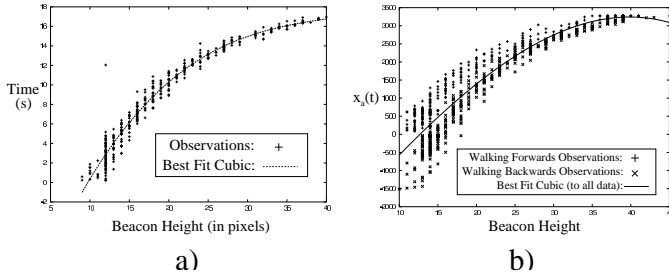 18
16
14
12
10
8
6
4
2
0
-2
Time
(s)
Observations: +
Best Fit Cubic:
5 10 15 20 25 30 35 40
Beacon Height (in pixels)
a)
3500
3000
2500
2000
1500
1000
500
0
-500
-1000
-1500
-2000
x_a(t)
Walking Forwards Observations: +
Walking Backwards Observations: ×
Best Fit Cubic (to all data):
10 15 20 25 30 35 40 45
Beacon Height
b)